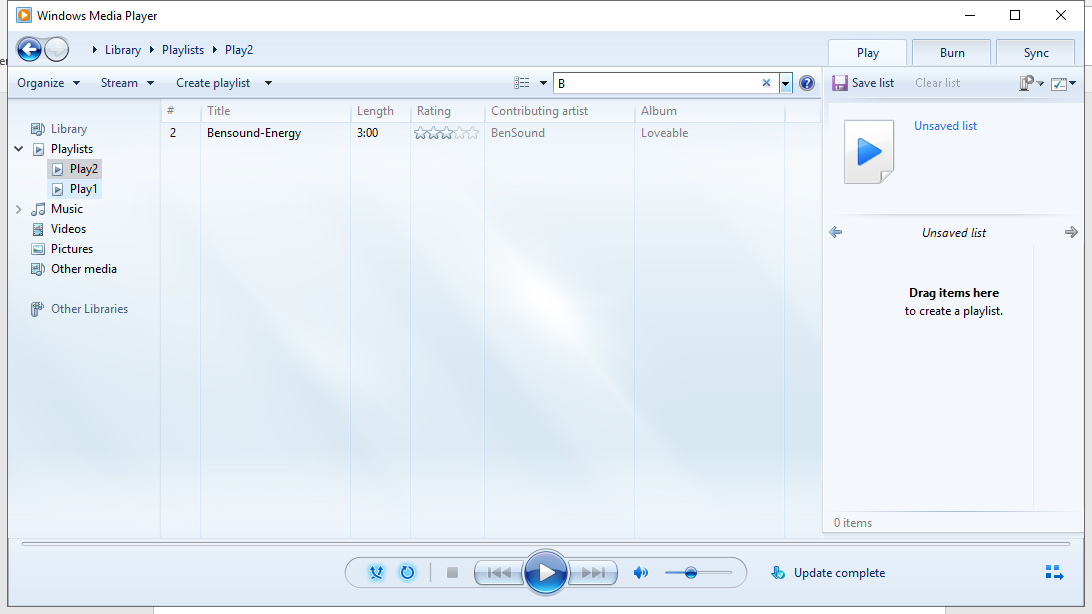 Windows Media Player
Library Playlists Play2
Play Burn Sync
Organize Stream Create playlist B Save list Clear list
# Title Length Rating Contributing artist Album
2 Bensound-Energy 3:00 BenSound Loveable
Library
Playlists
Play2
Play1
Music
Videos
Pictures
Other media
Other Libraries
Unsaved list
Unsaved list
Drag items here
to create a playlist.
0 items
Update complete